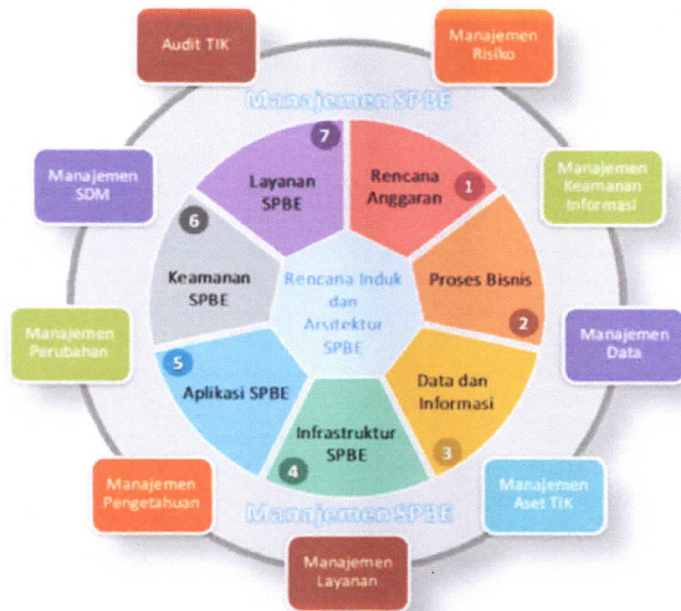 Audit TIK
Manajemen
Risiko
Manajemen SPBE
Manajemen
SDM
Manajemen
Keamanan
Informasi
7
Layanan
SPBE
Rencana
Anggaran
1
6
Keamanan
SPBE
Rencana Induk
dan
Arsitektur
SPBE
Proses Bisnis
2
Manajemen
Perubahan
Manajemen
Data
5
Aplikasi SPBE
Data dan
Informasi
3
Infrastruktur
SPBE
4
Manajemen
Pengetahuan
Manajemen
Aset TIK
Manajemen SPBE
Manajemen
Layanan